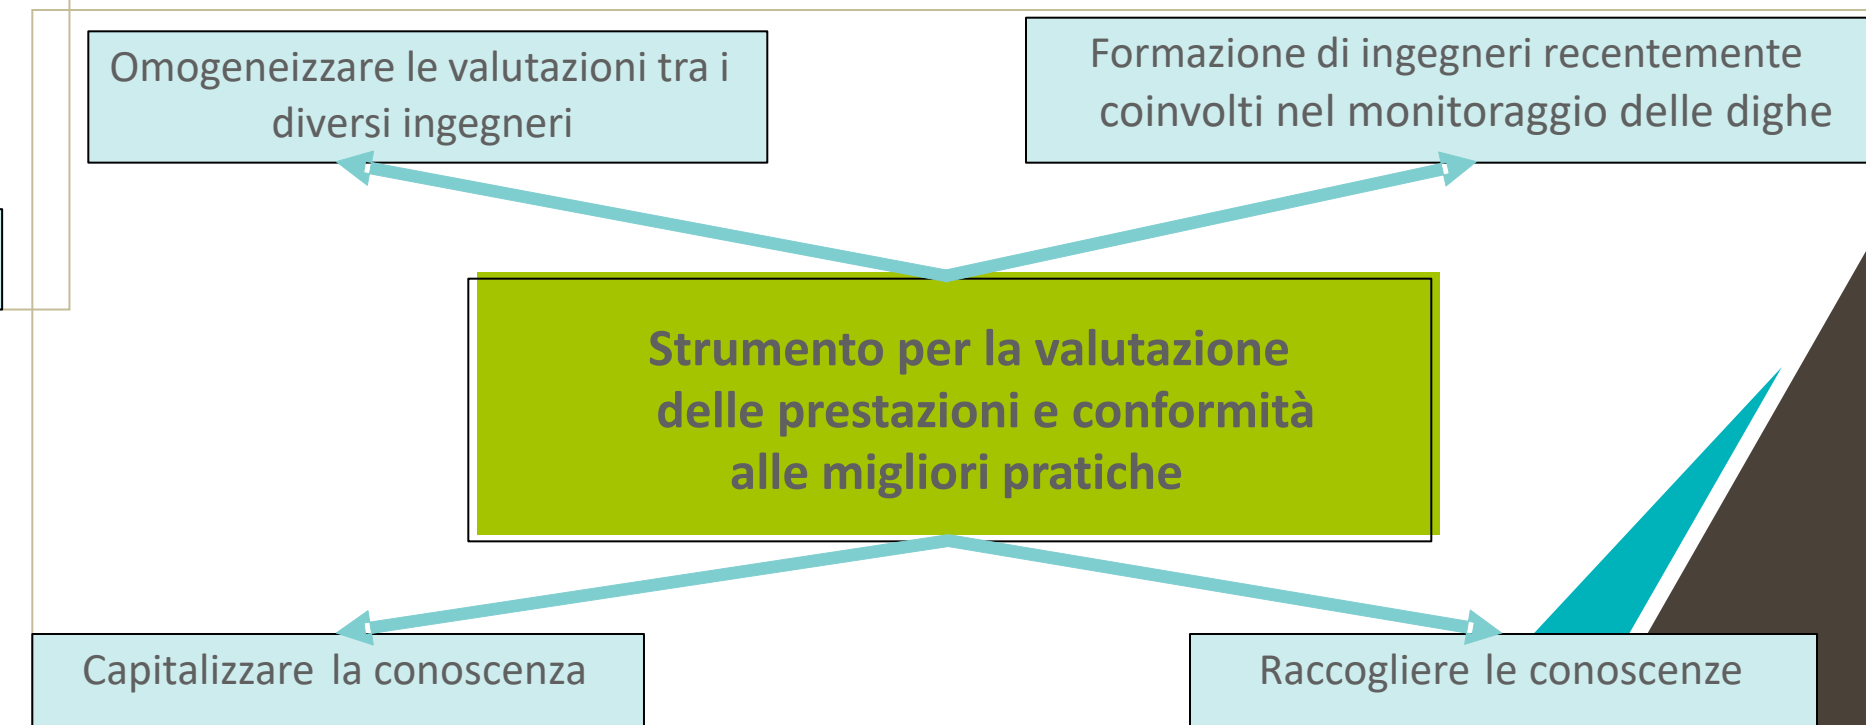 Omogeneizzare le valutazioni tra i
diversi ingegneri
Formazione di ingegneri recentemente
coinvolti nel monitoraggio delle dighe
Strumento per la valutazione
delle prestazioni e conformità
alle migliori pratiche
Capitalizzare la conoscenza
Raccogliere le conoscenze